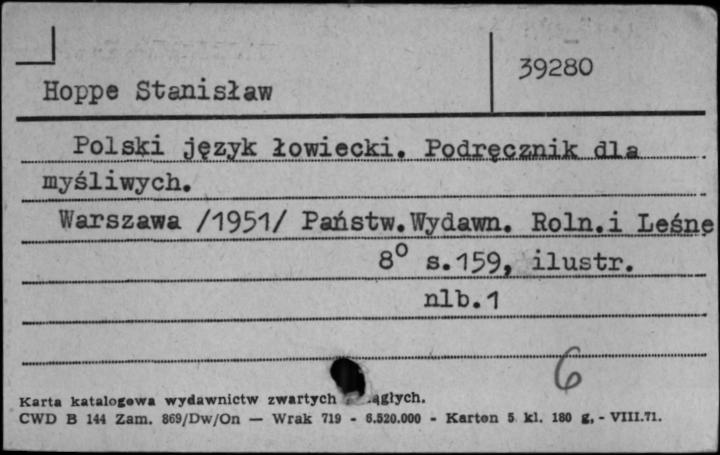 39280
Hoppe Stanisław
Polski język łowiecki. Podręcznik dla
myśliwych.
Warszawa /1951/ Państw.Wydawn. Roln.i Leśne
8° s.159, ilustr.
nlb.1
6
Karta katalogowa wydawnictw zwartych
CWD B 144 Zam. 869/Dw/On — Wrak 719 - 6.520.000 - Karton 5 kl. 180 g, - VIII.71.